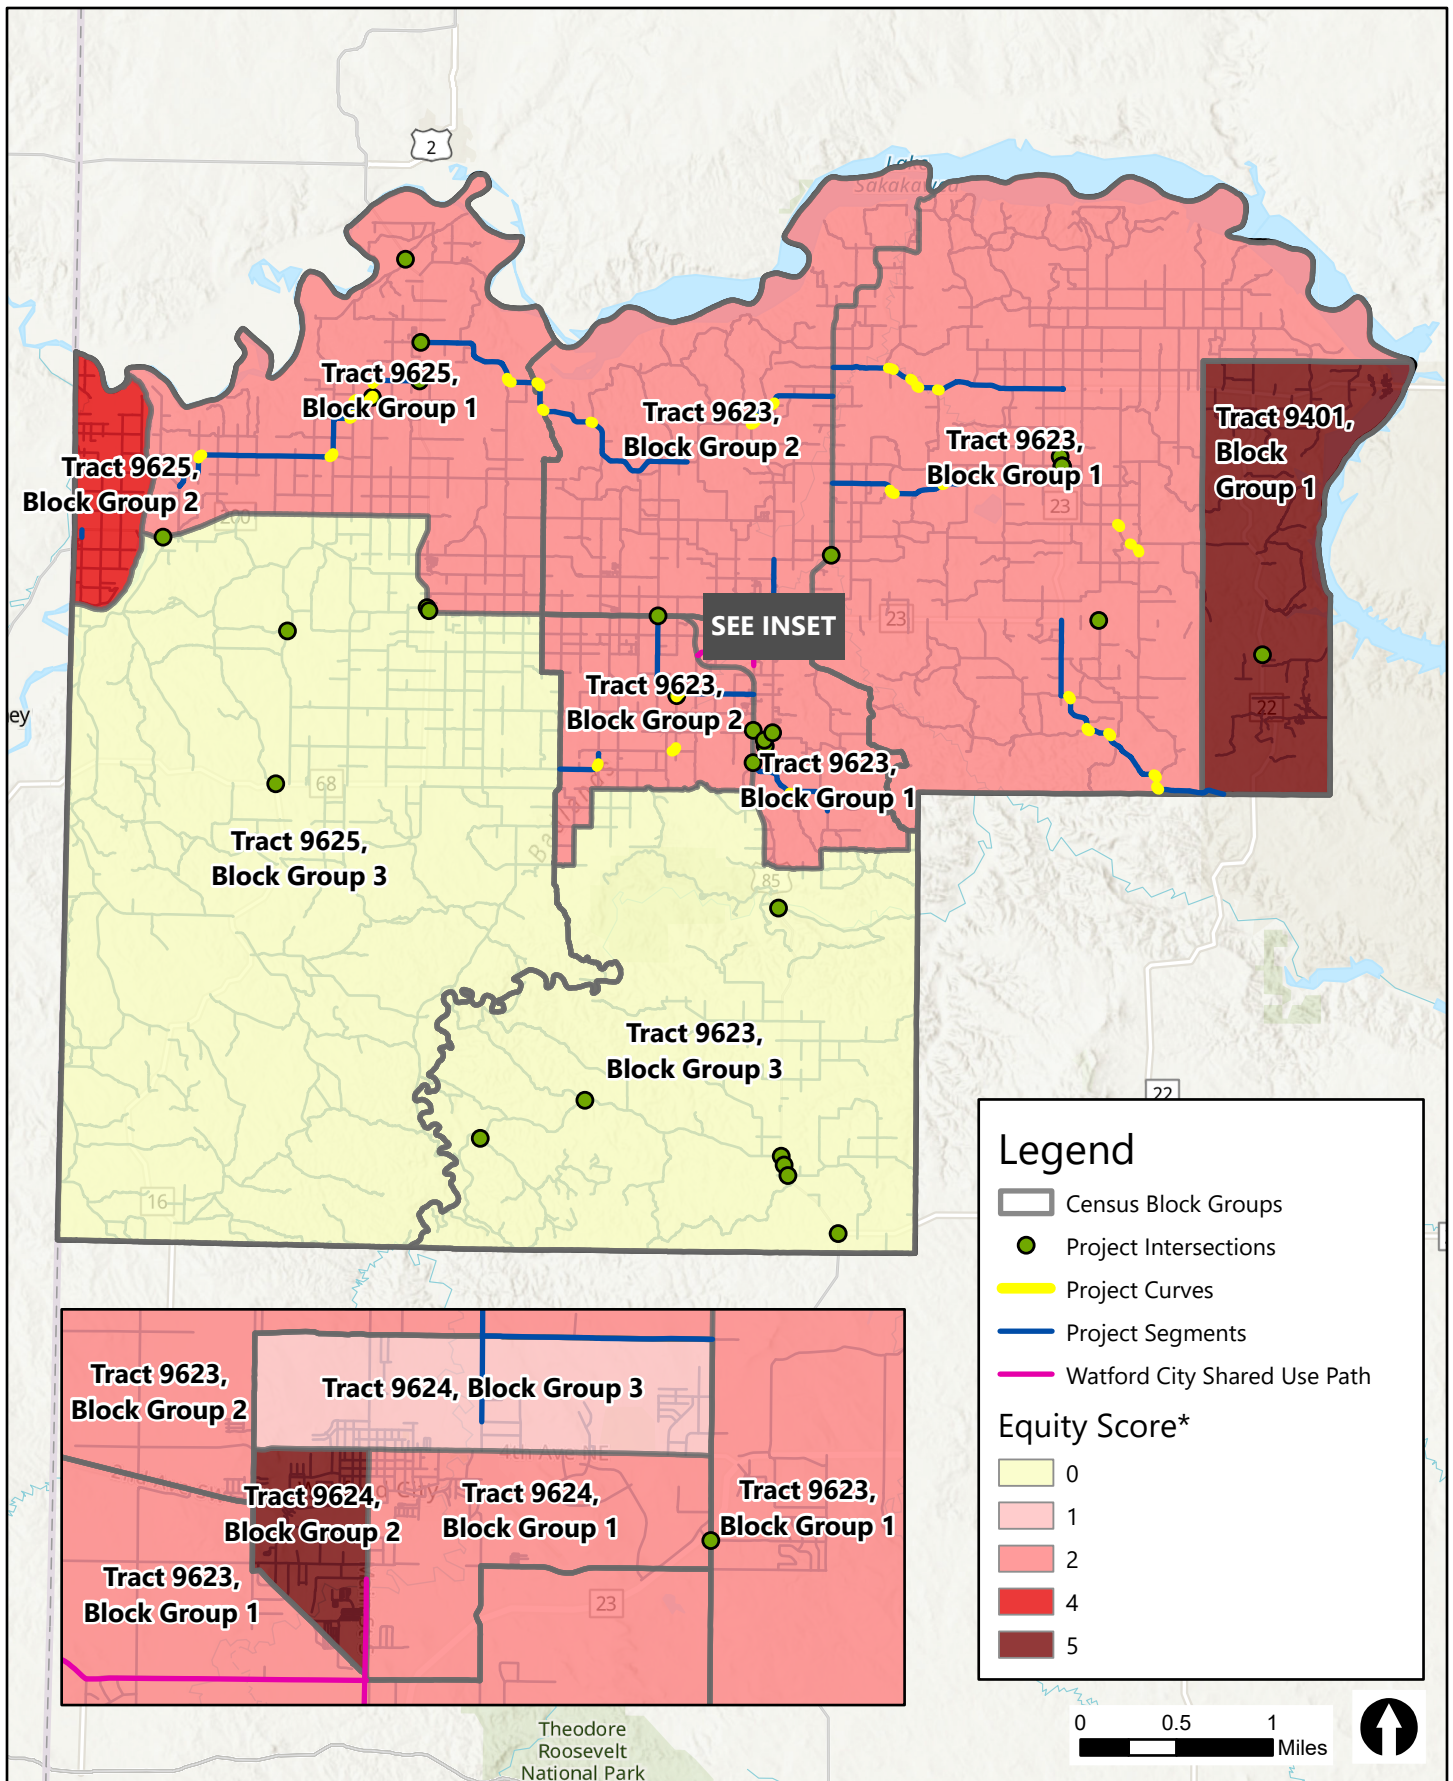 2
Lake
Sakakawea
Tract 9625,
Block Group 1
Tract 9623,
Block Group 2
Tract 9623,
Block Group 1
Tract 9401,
Block
Group 1
Tract 9625,
Block Group 2
200
23
SEE INSET
23
Tract 9623,
Block Group 2
ey
22
68
Tract 9623,
Block Group 1
Tract 9625,
Block Group 3
85
Tract 9623,
Block Group 3
22
16
Legend
Census Block Groups
Project Intersections
Project Curves
Project Segments
Watford City Shared Use Path
Equity Score*
0
1
2
4
5
Tract 9623,
Block Group 2
Tract 9624, Block Group 3
4th Ave NE
Tract 9624,
Block Group 2
Tract 9624,
Block Group 1
Tract 9623,
Block Group 1
Tract 9623,
Block Group 1
23
Theodore
Roosevelt
National Park
0 0.5 1
Miles